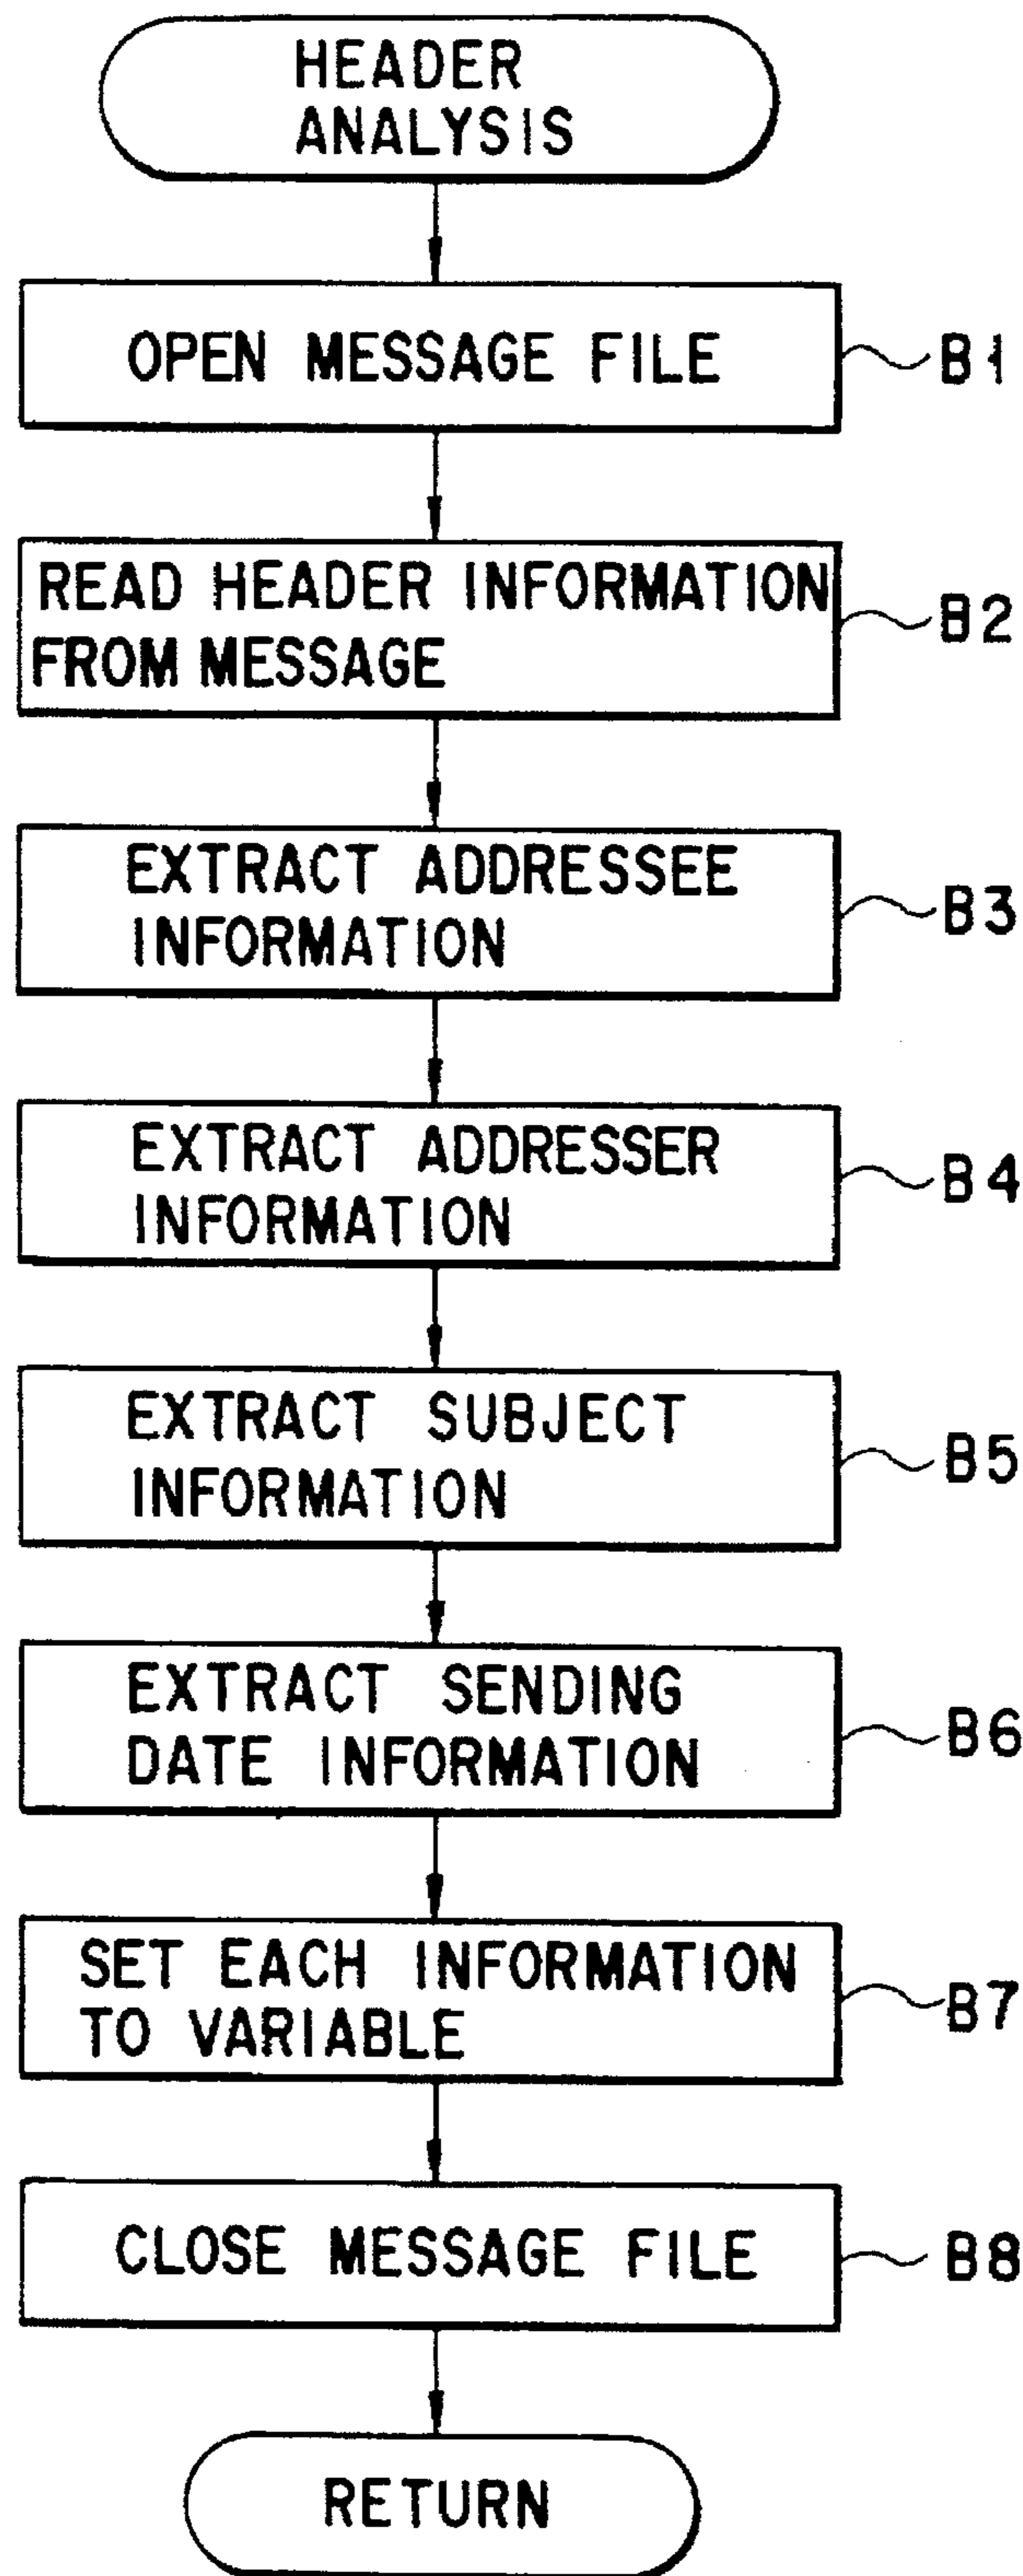 HEADER
ANALYSIS
OPEN MESSAGE FILE
B1
READ HEADER INFORMATION
FROM MESSAGE
B2
EXTRACT ADDRESSEE
INFORMATION
B3
EXTRACT ADDRESSER
INFORMATION
B4
EXTRACT SUBJECT
INFORMATION
B5
EXTRACT SENDING
DATE INFORMATION
B6
SET EACH INFORMATION
TO VARIABLE
B7
CLOSE MESSAGE FILE
B8
RETURN